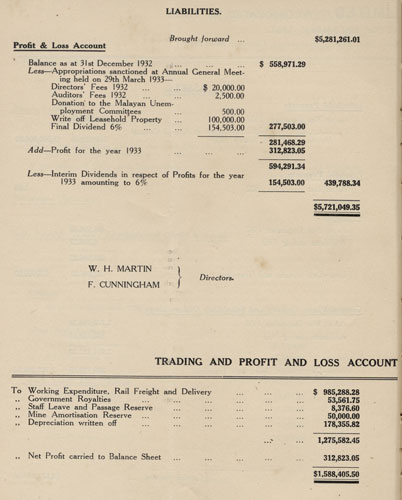 LIABILITIES.
Brought forward ... $5,281,261.01
Profit & Loss Account
Balance as at 31st December 1932 ... ... $ 558,971.29
Less—Appropriations sanctioned at Annual General Meet-
ing held on 29th March 1933—
Directors' Fees 1932 ... ... $ 20,000.00
Auditors' Fees 1932 ... ... 2,500.00
Donation to the Malayan Unem-
ployment Committees ... 500.00
Write off Leasehold Property ... 100,000.00
Final Dividend 6% ... ... 154,503.00 277,503.00
281,468.29
Add—Profit for the year 1933 ... ... ... 312,823.05
594,291.34
Less—Interim Dividends in respect of Profits for the year
1933 amounting to 6% ... ... 154,503.00 439,788.34
$5,721,049.35
W. H. MARTIN
F. CUNNINGHAM } Directors.
TRADING AND PROFIT AND LOSS ACCOUNT
To Working Expenditure, Rail Freight and Delivery ... ... ... $ 985,288.28
„ Government Royalties ... ... ... ... ... ... 53,561.75
„ Staff Leave and Passage Reserve ... ... ... ... ... 8,376.60
„ Mine Amortisation Reserve ... ... ... ... ... ... 50,000.00
„ Depreciation written off ... ... ... ... ... ... 178,355.82
... ... 1,275,582.45
„ Net Profit carried to Balance Sheet ... ... ... ... ... 312,823.05
$1,588,405.50